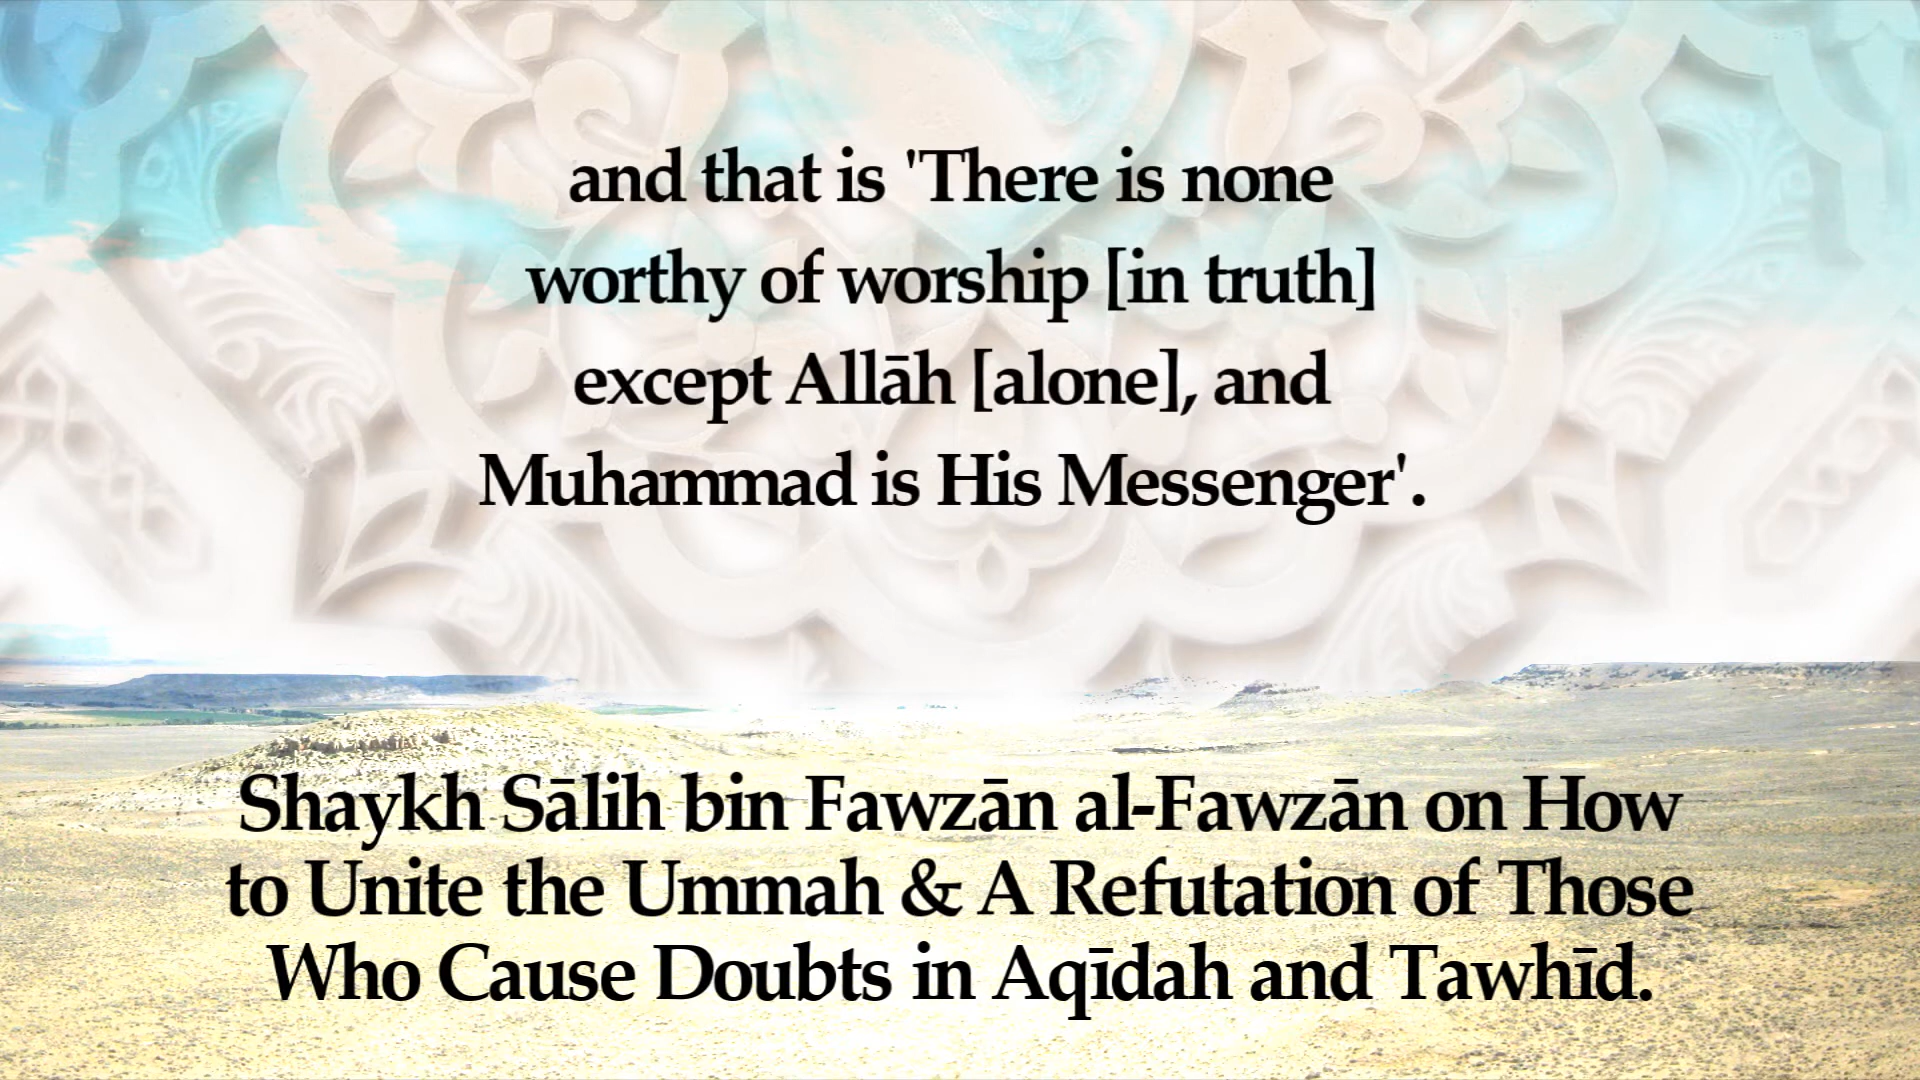 and that is 'There is none
worthy of worship [in truth]
except Allāh [alone], and
Muhammad is His Messenger'.
Shaykh Sālih bin Fawzān al-Fawzān on How
to Unite the Ummah & A Refutation of Those
Who Cause Doubts in Aqīdah and Tawhīd.